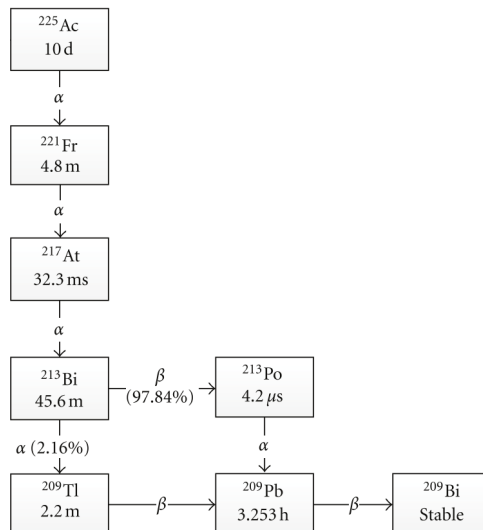 ²²⁵Ac
10 d
α
²²¹Fr
4.8 m
α
²¹⁷At
32.3 ms
α
²¹³Bi
45.6 m
β
(97.84%)
²¹³Po
4.2 μs
α (2.16%)
α
²⁰⁹Tl
2.2 m
β
²⁰⁹Pb
3.253 h
β
²⁰⁹Bi
Stable